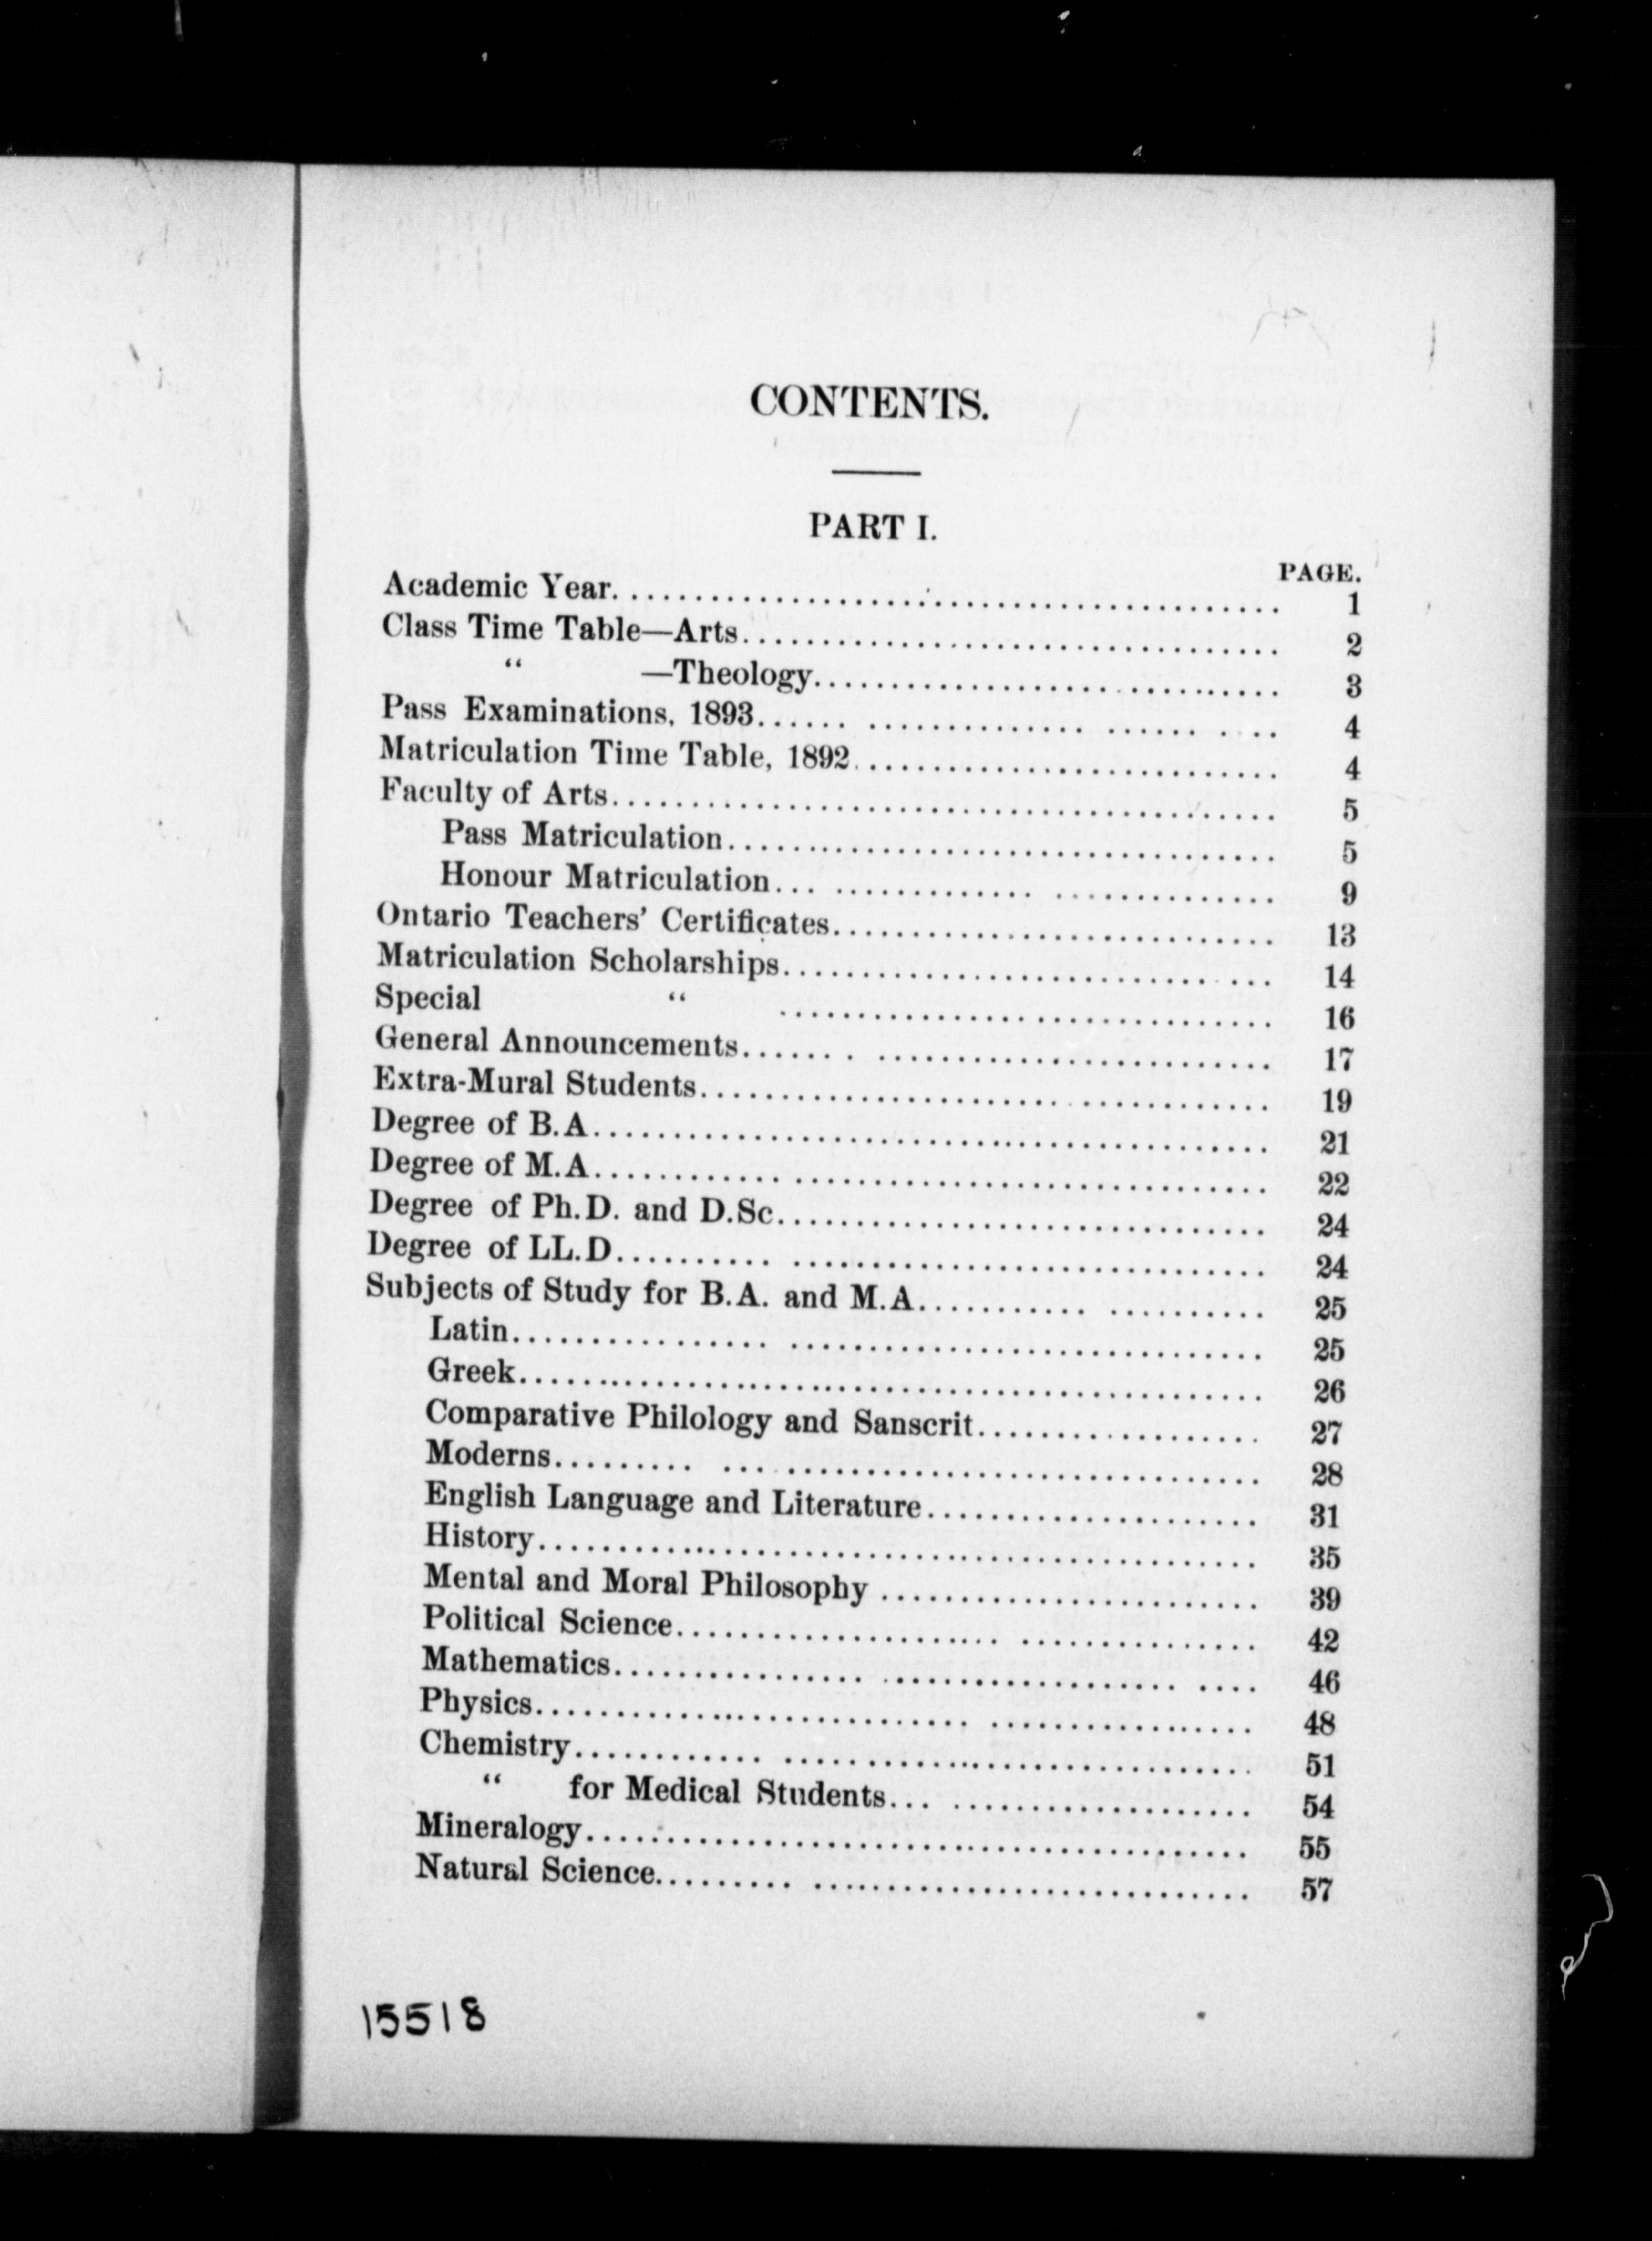 CONTENTS.
PART I.
PAGE.
Academic Year............................................ 1
Class Time Table—Arts.................................... 2
“ —Theology.............................. 3
Pass Examinations, 1893...... ............... ...... . .. 4
Matriculation Time Table, 1892........................... 4
Faculty of Arts.......................................... 5
Pass Matriculation................................... 5
Honour Matriculation... ............. .............. 9
Ontario Teachers’ Certificates............................ 13
Matriculation Scholarships............................ ... 14
Special “ ................................ 16
General Announcements....... ......................... 17
Extra-Mural Students.................................... 19
Degree of B.A........................................... 21
Degree of M.A............ .............................. 22
Degree of Ph.D. and D.Sc............................... 24
Degree of LL.D.......... .............................. 24
Subjects of Study for B.A. and M.A........... .......... 25
Latin................ .............................. 25
Greek............................................... 26
Comparative Philology and Sanscrit.................. 27
Moderns......... ... .............................. 28
English Language and Literature..................... 31
History.............................................. 35
Mental and Moral Philosophy ........................ 39
Political Science..................... ............... 42
Mathematics................ ................... .... 46
Physics............................ ................. 48
Chemistry............ .............................. 51
“ for Medical Students... ................... 54
Mineralogy.......................................... 55
Natural Science......... ............................ 57
15518